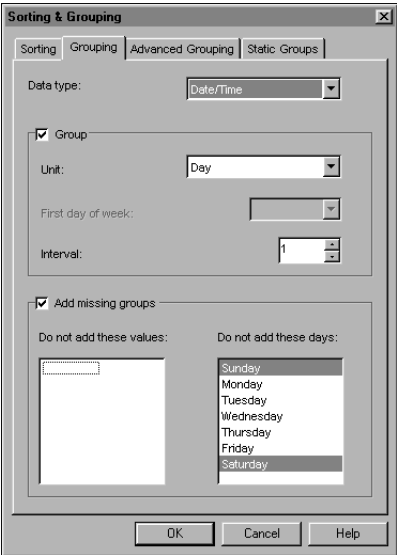 Sorting & Grouping
Sorting Grouping Advanced Grouping Static Groups
Data type: Date/Time
Group
Unit: Day
First day of week:
Interval: 1
Add missing groups
Do not add these values: Do not add these days:
Sunday
Monday
Tuesday
Wednesday
Thursday
Friday
Saturday
OK Cancel Help